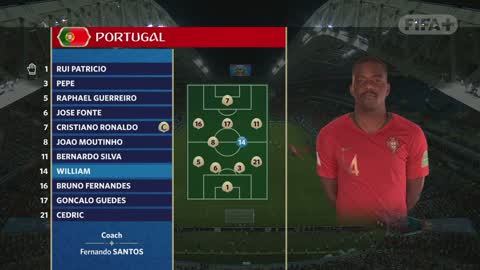 FIFA+
PORTUGAL
1 RUI PATRICIO
3 PEPE
5 RAPHAEL GUERREIRO
6 JOSE FONTE
7 CRISTIANO RONALDO C
8 JOAO MOUTINHO
11 BERNARDO SILVA
14 WILLIAM
16 BRUNO FERNANDES
17 GONCALO GUEDES
21 CEDRIC
Coach
Fernando SANTOS
7
16 17 11
8 14
5 6 3 21
1
4